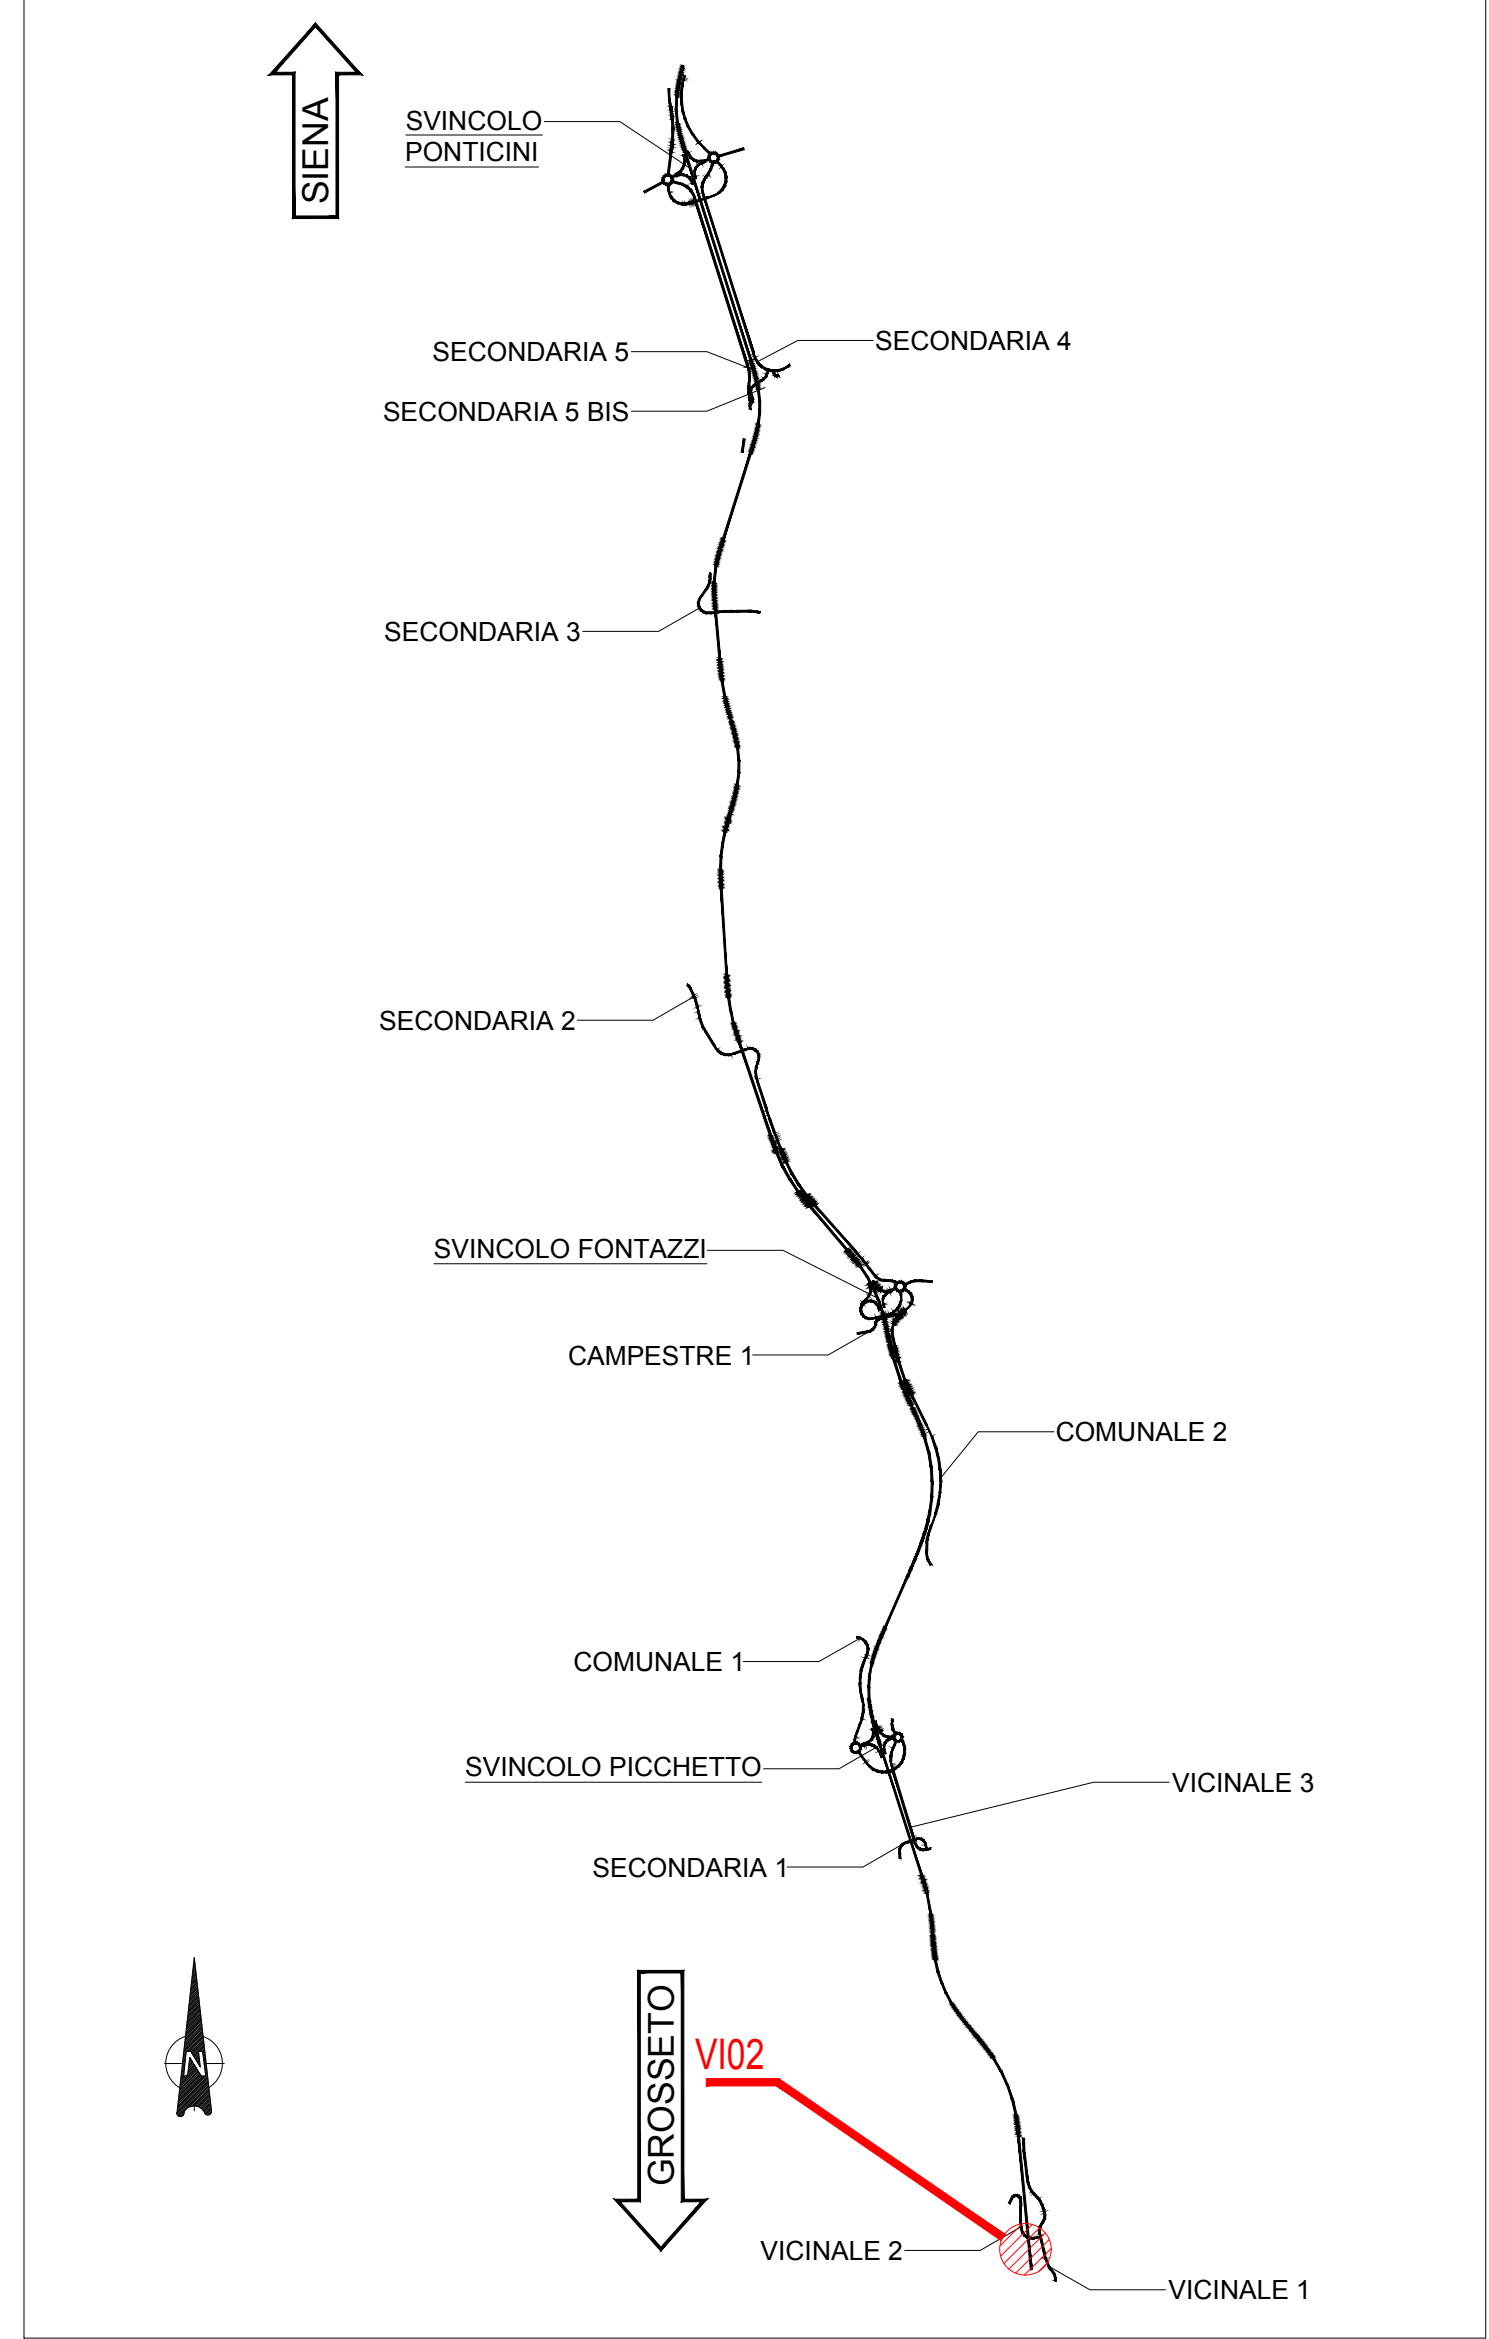 SIENA
SVINCOLO
PONTICINI
SECONDARIA 4
SECONDARIA 5
SECONDARIA 5 BIS
SECONDARIA 3
SECONDARIA 2
SVINCOLO FONTAZZI
CAMPESTRE 1
COMUNALE 2
COMUNALE 1
SVINCOLO PICCHETTO
VICINALE 3
SECONDARIA 1
GROSSETO
VI02
N
VICINALE 2
VICINALE 1